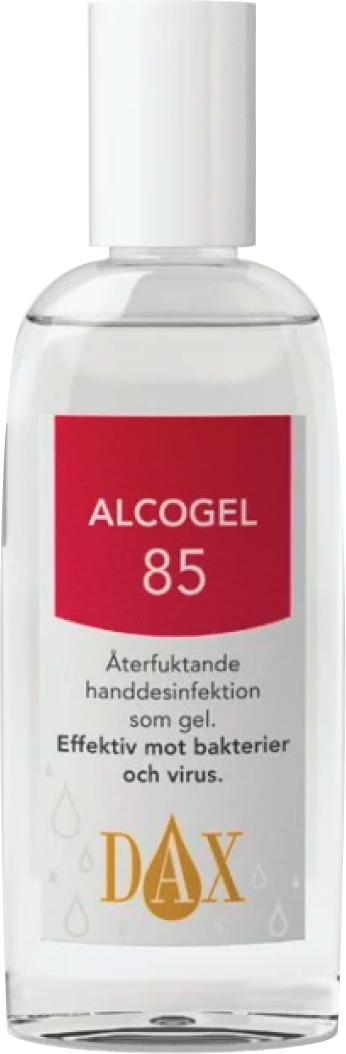 ALCOGEL
85
Återfuktande
handdesinfektion
som gel.
Effektiv mot bakterier
och virus.
DAX